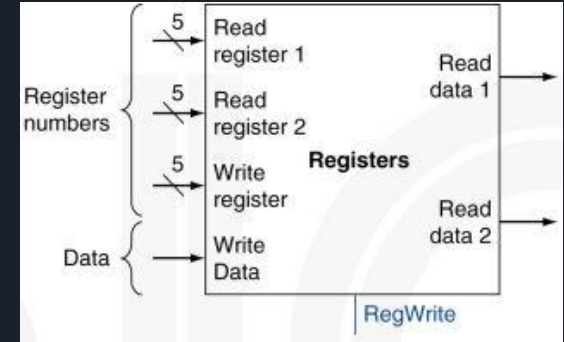 Register
numbers
Data
5
Read
register 1
5
Read
register 2
5
Write
register
Write
Data
Registers
Read
data 1
Read
data 2
RegWrite